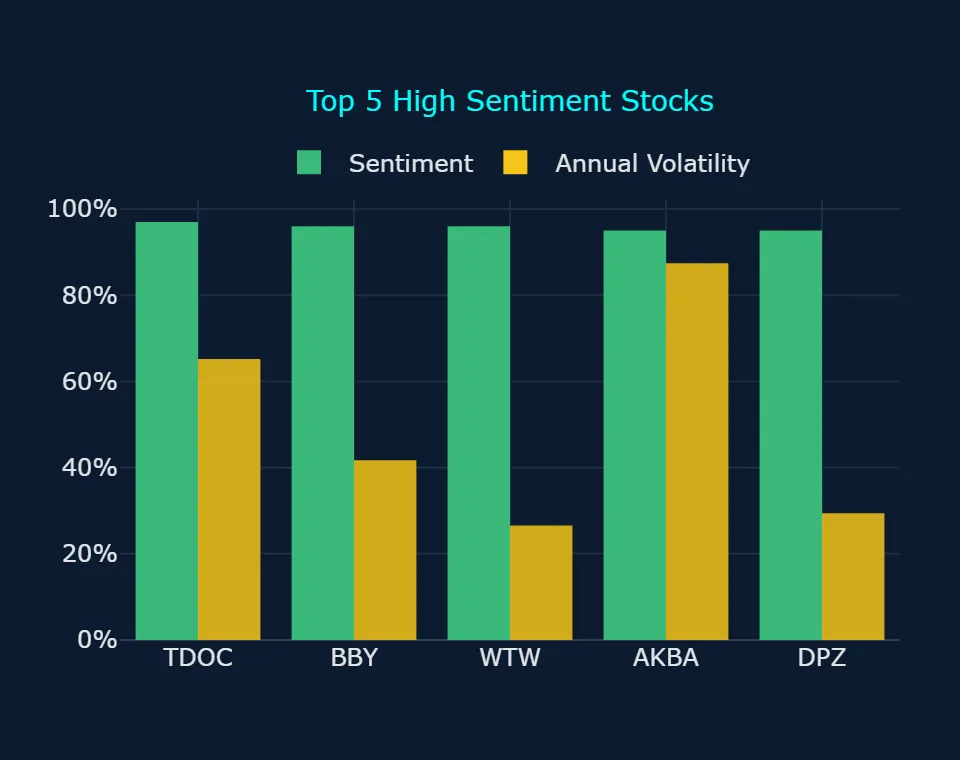 Top 5 High Sentiment Stocks
Sentiment Annual Volatility
100%
80%
60%
40%
20%
0%
TDOC BBY WTW AKBA DPZ